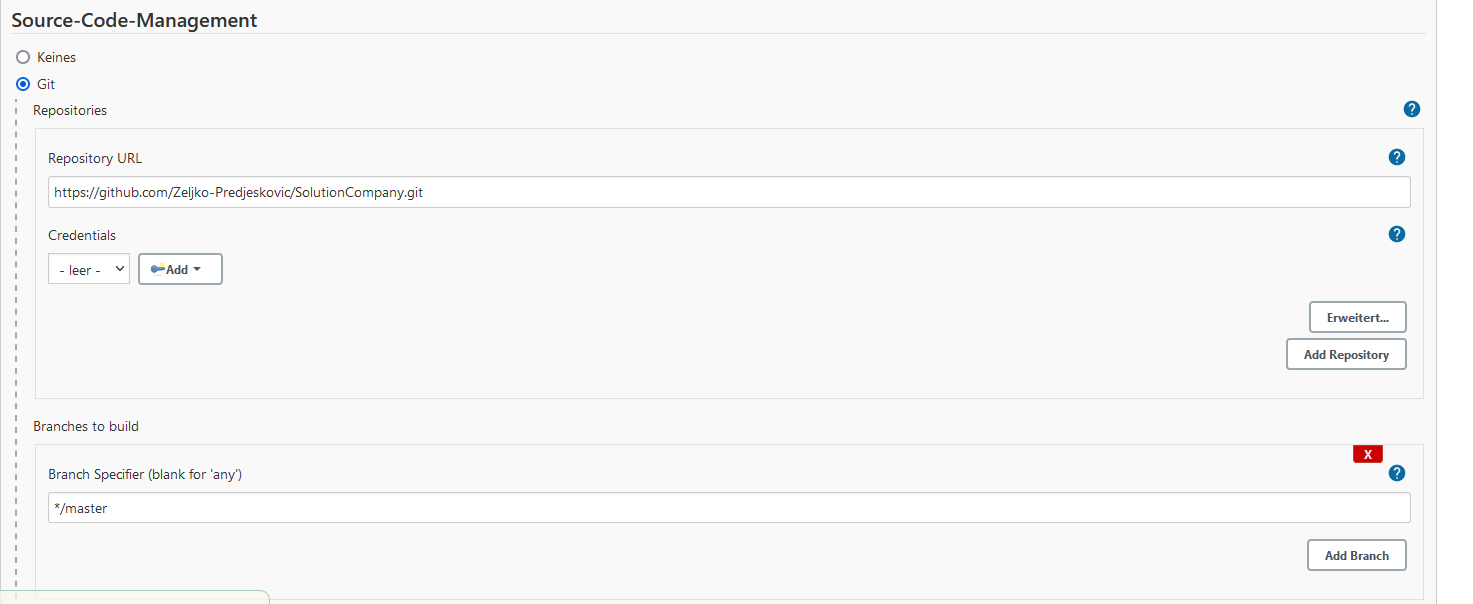 Source-Code-Management
Keines
Git
Repositories
?
Repository URL
?
https://github.com/Zeljko-Predjeskovic/SolutionCompany.git
Credentials
?
- leer -
Add
Erweitert...
Add Repository
Branches to build
X
Branch Specifier (blank for 'any')
?
*/master
Add Branch